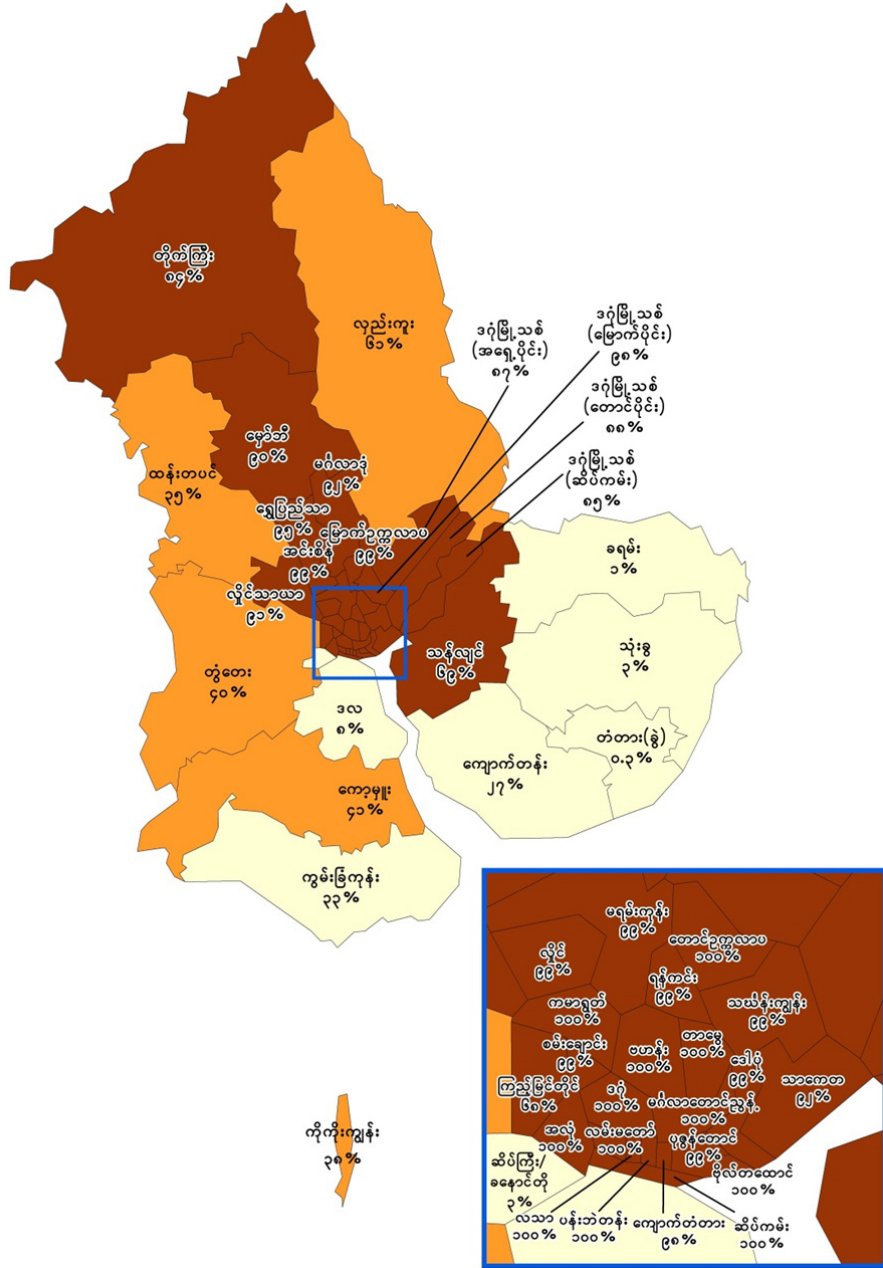 တိုက်ကြီး
၈၄%
လှည်းကူး
၆၁%
ဒဂုံမြို့သစ်
(အရှေ့ပိုင်း)
၈၇%
ဒဂုံမြို့သစ်
(မြောက်ပိုင်း)
၉၈%
ဒဂုံမြို့သစ်
(တောင်ပိုင်း)
၈၈%
ဒဂုံမြို့သစ်
(ဆိပ်ကမ်း)
၈၅%
မှော်ဘီ
၉၀%
မင်္ဂလာဒုံ
၉၂%
ထန်းတပင်
၃၅%
ရွှေပြည်သာ
၉၅%
မြောက်ဥက္ကလာပ
၉၉%
အင်းစိန်
၉၉%
လှိုင်သာယာ
၉၁%
ခရမ်း
၁%
သုံးခွ
၃%
သန်လျင်
၆၉%
တွံတေး
၄၀%
ဒလ
၈%
တံတား(ခွဲ)
၀.၃%
ကျောက်တန်း
၂၇%
ကော့မှူး
၄၁%
ကွမ်းခြံကုန်း
၃၃%
ကိုကိုးကျွန်း
၃၈%
မရမ်းကုန်း
၉၉%
တောင်ဥက္ကလာပ
၁၀၀%
လှိုင်
၉၉%
ရန်ကင်း
၉၉%
ကမာရွတ်
၁၀၀%
သင်္ဃန်းကျွန်း
၉၉%
စမ်းချောင်း
၉၉%
ဗဟန်း
၁၀၀%
တာမွေ
၁၀၀%
ဒေါပုံ
၉၉%
သာကေတ
၉၂%
ကြည့်မြင်တိုင်
၆၈%
ဒဂုံ
၁၀၀%
မင်္ဂလာတောင်ညွန့်
၁၀၀%
အလုံ
၁၀၀%
လမ်းမတော်
၁၀၀%
ပုဇွန်တောင်
၉၉%
ဗိုလ်တထောင်
၁၀၀%
ဆိပ်ကြီး/
ခနောင်တို
၃%
လသာ
၁၀၀%
ပန်းဘဲတန်း
၁၀၀%
ကျောက်တံတား
၉၈%
ဆိပ်ကမ်း
၁၀၀%